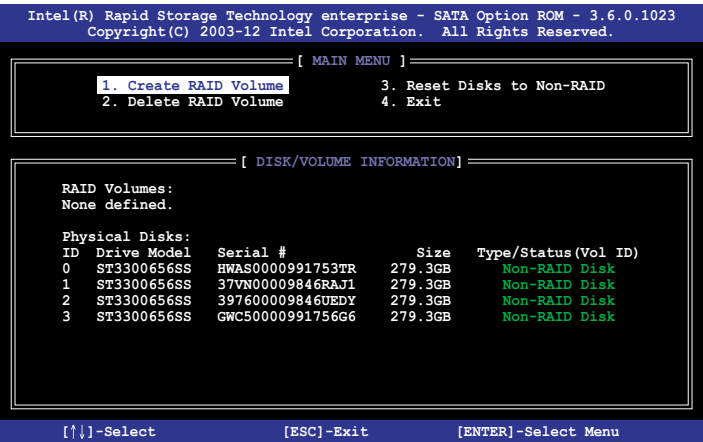 Intel(R) Rapid Storage Technology enterprise - SATA Option ROM - 3.6.0.1023
Copyright(C) 2003-12 Intel Corporation.  All Rights Reserved.
[ MAIN MENU ]
1. Create RAID Volume    3. Reset Disks to Non-RAID
2. Delete RAID Volume    4. Exit
[ DISK/VOLUME INFORMATION]
RAID Volumes:
None defined.
Physical Disks:
ID  Drive Model  Serial #  Size  Type/Status(Vol ID)
0  ST3300656SS  HWAS0000991753TR  279.3GB  Non-RAID Disk
1  ST3300656SS  37VN00009846RAJ1  279.3GB  Non-RAID Disk
2  ST3300656SS  397600009846UEDY  279.3GB  Non-RAID Disk
3  ST3300656SS  GWC50000991756G6  279.3GB  Non-RAID Disk
[↑↓]-Select    [ESC]-Exit    [ENTER]-Select Menu